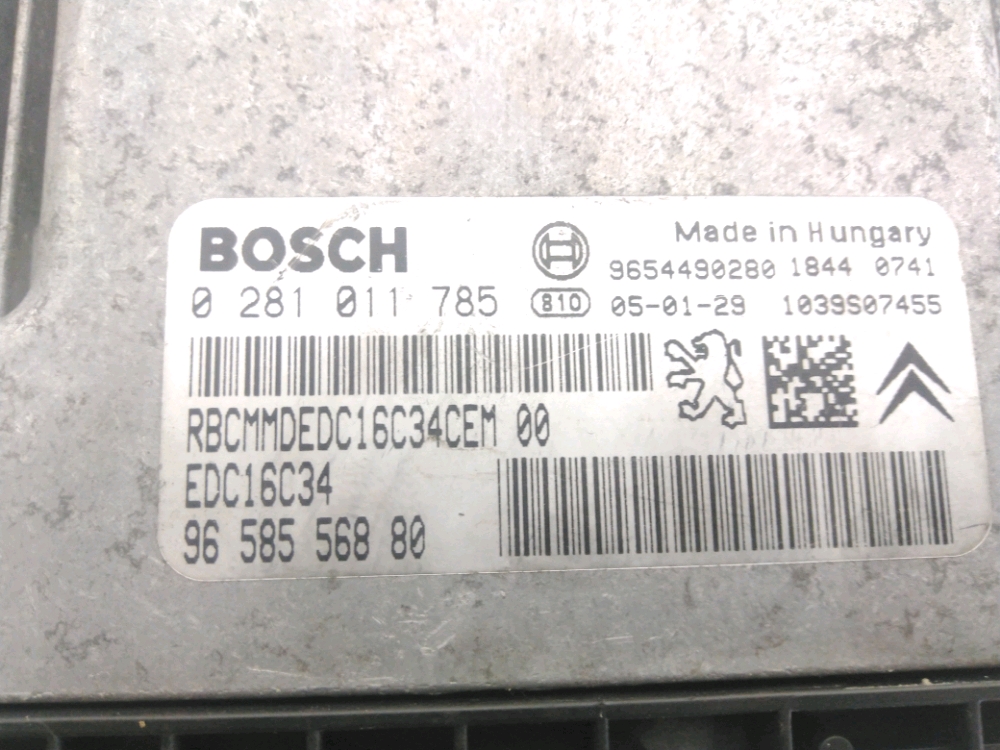 BOSCH
Made in Hungary
9654490280 1844 0741
0 281 011 785
810
05-01-29 1039S07455
RBCMMDEDC16C34CEM 00
EDC16C34
96 585 568 80